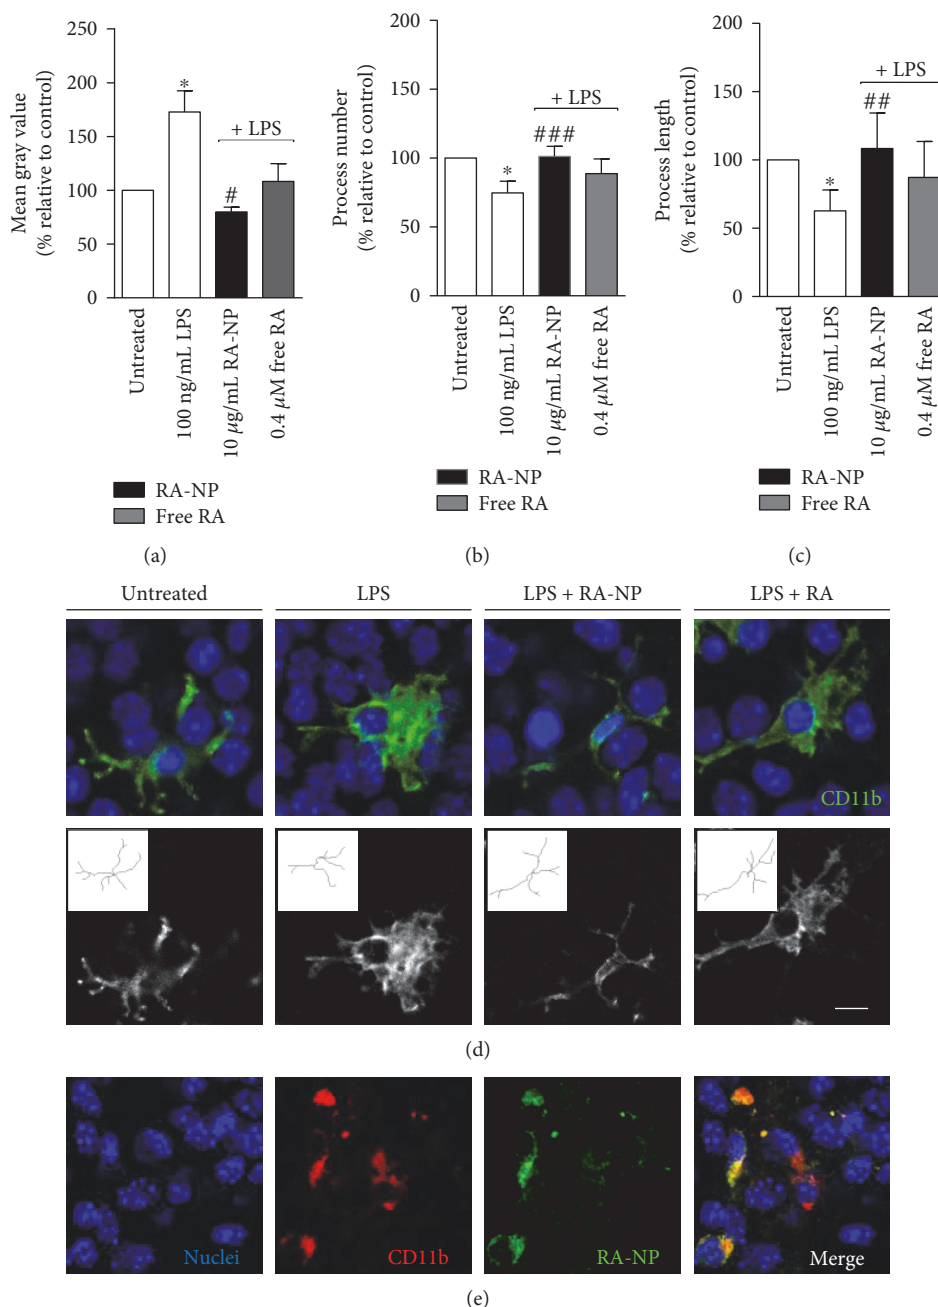 250
200
150
100
50
0
Mean gray value
(% relative to control)
*
+ LPS
#
Untreated
100 ng/mL LPS
10 μg/mL RA-NP
0.4 μM free RA
RA-NP
Free RA
(a)
200
150
100
50
0
Process number
(% relative to control)
+ LPS
*
###
Untreated
100 ng/mL LPS
10 μg/mL RA-NP
0.4 μM free RA
RA-NP
Free RA
(b)
200
150
100
50
0
Process length
(% relative to control)
+ LPS
*
##
Untreated
100 ng/mL LPS
10 μg/mL RA-NP
0.4 μM free RA
RA-NP
Free RA
(c)
Untreated
LPS
LPS + RA-NP
LPS + RA
CD11b
(d)
Nuclei
CD11b
RA-NP
Merge
(e)